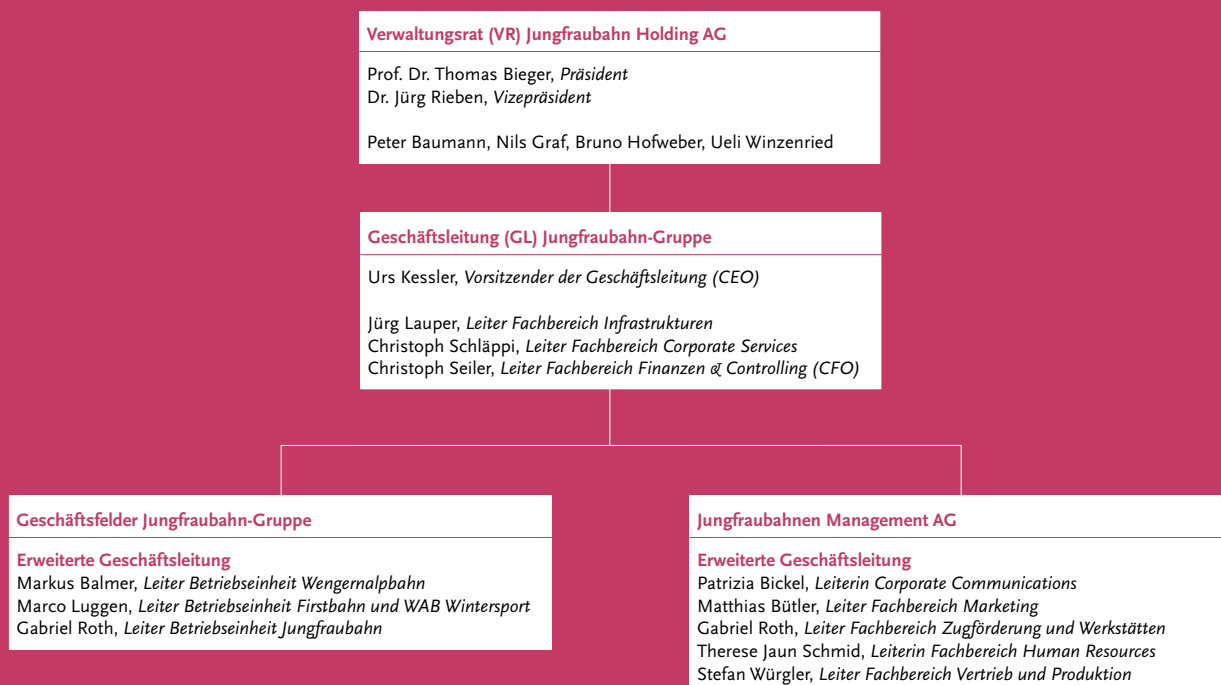 Verwaltungsrat (VR) Jungfraubahn Holding AG
Prof. Dr. Thomas Bieger, Präsident
Dr. Jürg Rieben, Vizepräsident
Peter Baumann, Nils Graf, Bruno Hofweber, Ueli Winzenried
Geschäftsleitung (GL) Jungfraubahn-Gruppe
Urs Kessler, Vorsitzender der Geschäftsleitung (CEO)
Jürg Lauper, Leiter Fachbereich Infrastrukturen
Christoph Schläppi, Leiter Fachbereich Corporate Services
Christoph Seiler, Leiter Fachbereich Finanzen & Controlling (CFO)
Geschäftsfelder Jungfraubahn-Gruppe
Erweiterte Geschäftsleitung
Markus Balmer, Leiter Betriebseinheit Wengernalpbahn
Marco Luggen, Leiter Betriebseinheit Firstbahn und WAB Wintersport
Gabriel Roth, Leiter Betriebseinheit Jungfraubahn
Jungfraubahnen Management AG
Erweiterte Geschäftsleitung
Patrizia Bickel, Leiterin Corporate Communications
Matthias Bütler, Leiter Fachbereich Marketing
Gabriel Roth, Leiter Fachbereich Zugförderung und Werkstätten
Therese Jaun Schmid, Leiterin Fachbereich Human Resources
Stefan Würgler, Leiter Fachbereich Vertrieb und Produktion